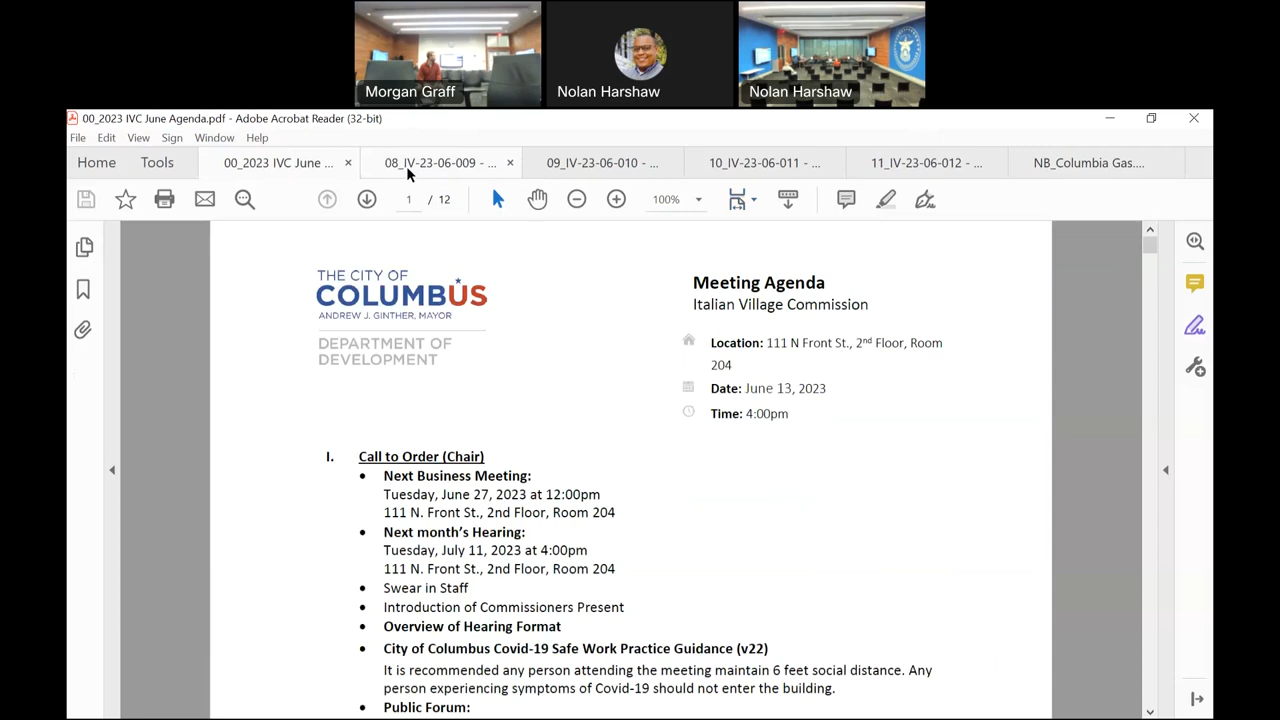 Morgan Graff
Nolan Harshaw
Nolan Harshaw
00_2023 IVC June Agenda.pdf - Adobe Acrobat Reader (32-bit)
File Edit View Sign Window Help
Home Tools 00_2023 IVC June ... 08_IV-23-06-009 - ... 09_IV-23-06-010 - ... 10_IV-23-06-011 - ... 11_IV-23-06-012 - ... NB_Columbia Gas....
1 / 12 100%
THE CITY OF
COLUMBUS
ANDREW J. GINTHER, MAYOR
DEPARTMENT OF
DEVELOPMENT
Meeting Agenda
Italian Village Commission
Location: 111 N Front St., 2nd Floor, Room
204
Date: June 13, 2023
Time: 4:00pm
I. Call to Order (Chair)
• Next Business Meeting:
Tuesday, June 27, 2023 at 12:00pm
111 N. Front St., 2nd Floor, Room 204
• Next month's Hearing:
Tuesday, July 11, 2023 at 4:00pm
111 N. Front St., 2nd Floor, Room 204
• Swear in Staff
• Introduction of Commissioners Present
• Overview of Hearing Format
• City of Columbus Covid-19 Safe Work Practice Guidance (v22)
It is recommended any person attending the meeting maintain 6 feet social distance. Any
person experiencing symptoms of Covid-19 should not enter the building.
• Public Forum: